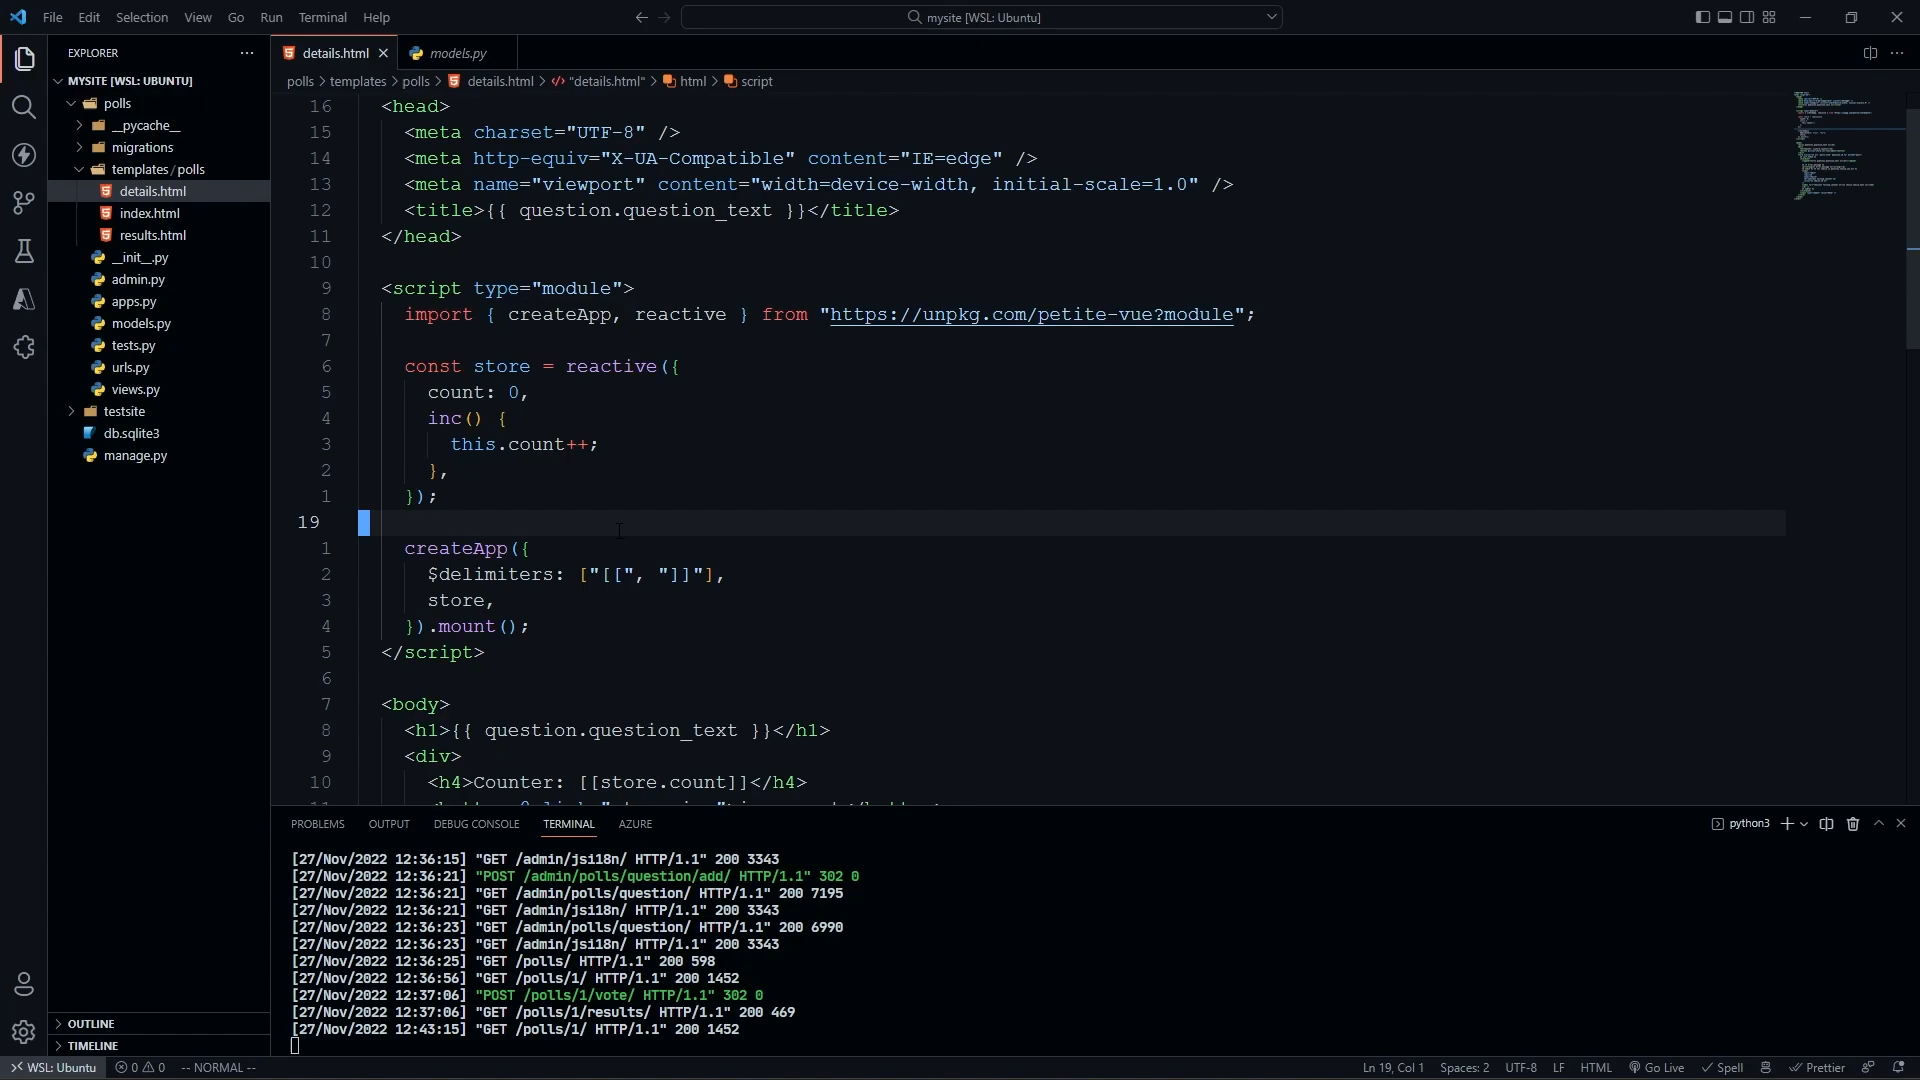 File Edit Selection View Go Run Terminal Help
mysite [WSL: Ubuntu]
EXPLORER
MYSITE [WSL: UBUNTU]
polls
__pycache__
migrations
templates/polls
details.html
index.html
results.html
__init__.py
admin.py
apps.py
models.py
tests.py
urls.py
views.py
testsite
db.sqlite3
manage.py
OUTLINE
TIMELINE
details.html models.py
polls > templates > polls > details.html > "details.html" > html > script
16 <head>
15 <meta charset="UTF-8" />
14 <meta http-equiv="X-UA-Compatible" content="IE=edge" />
13 <meta name="viewport" content="width=device-width, initial-scale=1.0" />
12 <title>{{ question.question_text }}</title>
11 </head>
10
9 <script type="module">
8 import { createApp, reactive } from "https://unpkg.com/petite-vue?module";
7
6 const store = reactive({
5 count: 0,
4 inc() {
3 this.count++;
2 },
1 });
19
1 createApp({
2 $delimiters: ["[[", "]]"],
3 store,
4 }).mount();
5 </script>
6
7 <body>
8 <h1>{{ question.question_text }}</h1>
9 <div>
10 <h4>Counter: [[store.count]]</h4>
PROBLEMS OUTPUT DEBUG CONSOLE TERMINAL AZURE
python3
[27/Nov/2022 12:36:15] "GET /admin/jsi18n/ HTTP/1.1" 200 3343
[27/Nov/2022 12:36:21] "POST /admin/polls/question/add/ HTTP/1.1" 302 0
[27/Nov/2022 12:36:21] "GET /admin/polls/question/ HTTP/1.1" 200 7195
[27/Nov/2022 12:36:21] "GET /admin/jsi18n/ HTTP/1.1" 200 3343
[27/Nov/2022 12:36:23] "GET /admin/polls/question/ HTTP/1.1" 200 6990
[27/Nov/2022 12:36:23] "GET /admin/jsi18n/ HTTP/1.1" 200 3343
[27/Nov/2022 12:36:25] "GET /polls/ HTTP/1.1" 200 598
[27/Nov/2022 12:36:56] "GET /polls/1/ HTTP/1.1" 200 1452
[27/Nov/2022 12:37:06] "POST /polls/1/vote/ HTTP/1.1" 302 0
[27/Nov/2022 12:37:06] "GET /polls/1/results/ HTTP/1.1" 200 469
[27/Nov/2022 12:43:15] "GET /polls/1/ HTTP/1.1" 200 1452
WSL: Ubuntu 0 0 -- NORMAL -- Ln 19, Col 1 Spaces: 2 UTF-8 LF HTML Go Live Spell Prettier